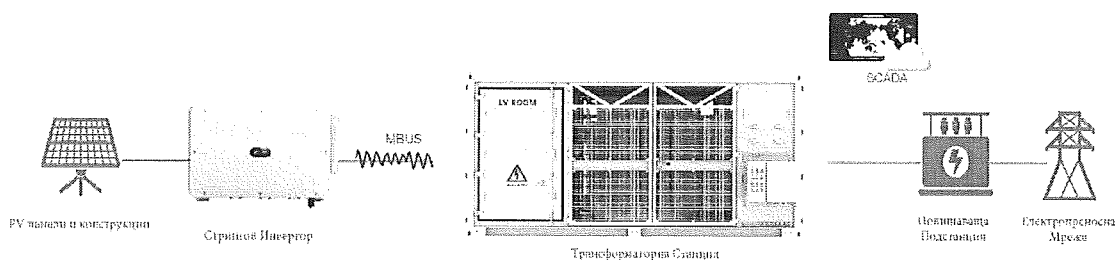 SCADA
LV ROOM
MBUS
PV панели и конструкции
Стрингов Инвертор
Трансформаторна Станция
Повишаваща
Подстанция
Електропреносна
Мрежа